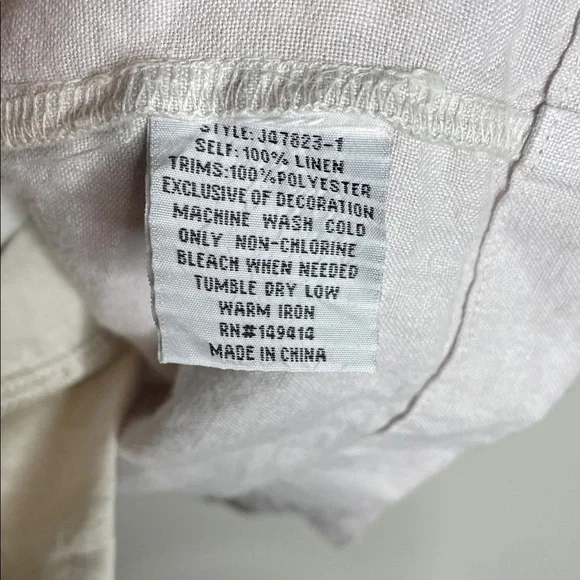 STYLE: JQ7823-1
SELF: 100% LINEN
TRIMS:100%POLYESTER
EXCLUSIVE OF DECORATION
MACHINE WASH COLD
ONLY NON-CHLORINE
BLEACH WHEN NEEDED
TUMBLE DRY LOW
WARM IRON
RN#149414
MADE IN CHINA